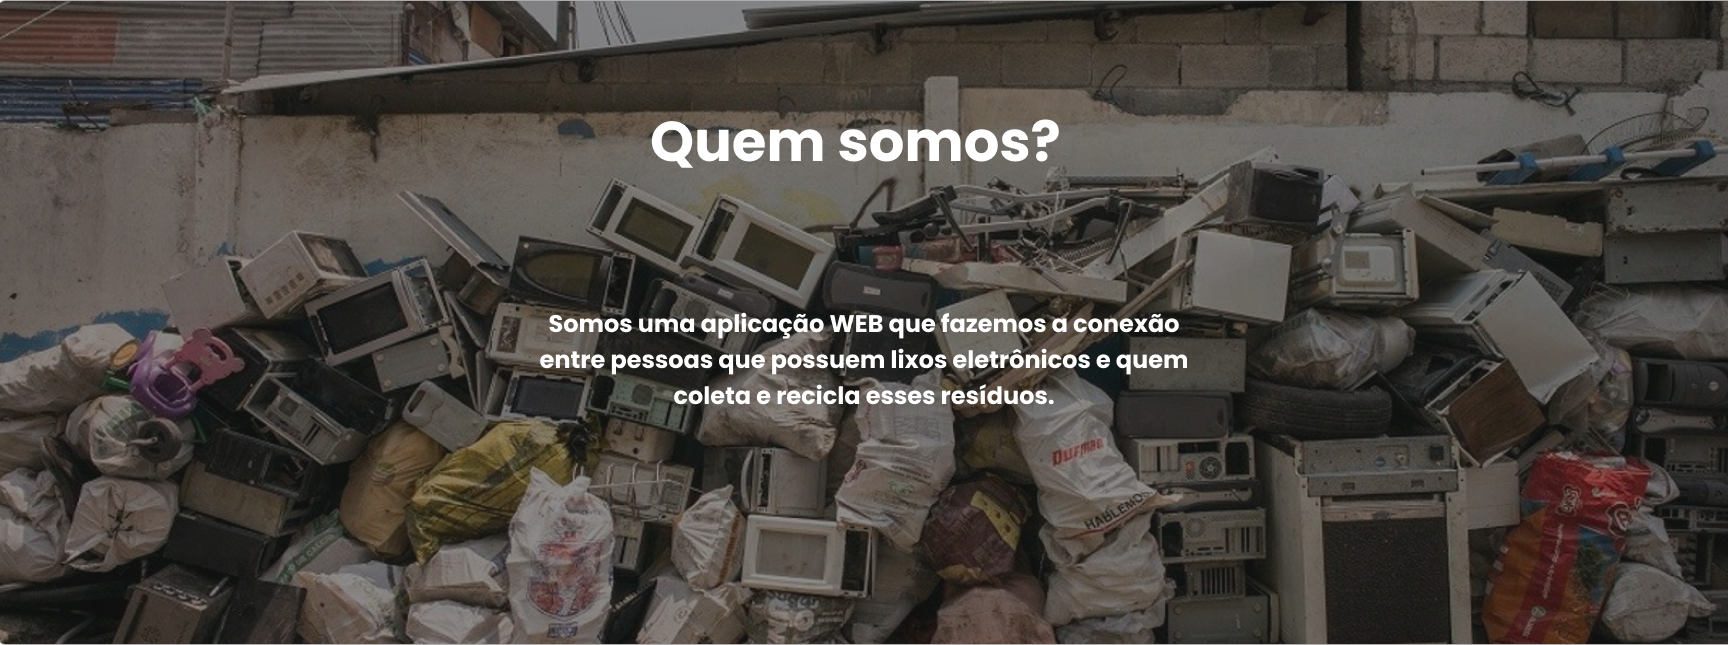 Quem somos?
Somos uma aplicação WEB que fazemos a conexão
entre pessoas que possuem lixos eletrônicos e quem
coleta e recicla esses resíduos.
HABLEMOS